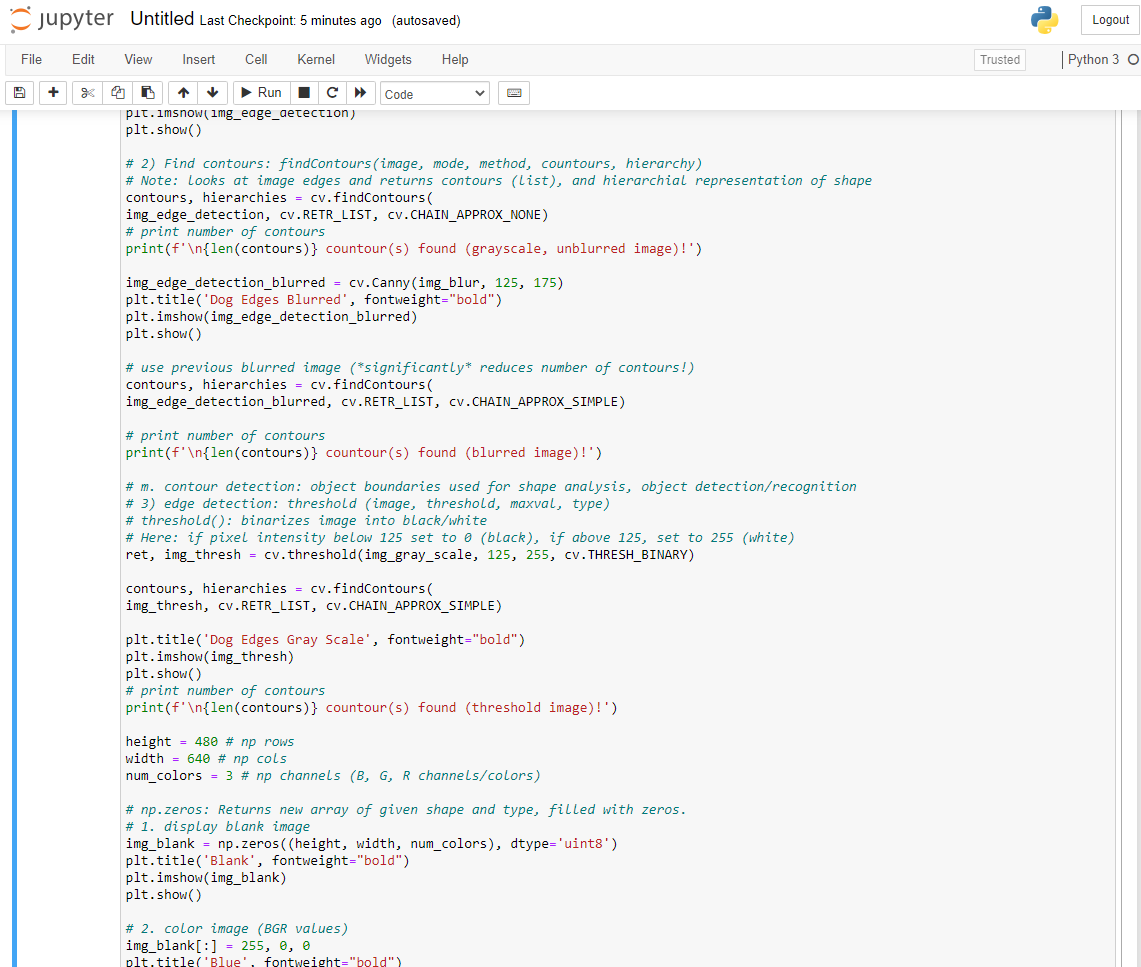 jupyter Untitled Last Checkpoint: 5 minutes ago (autosaved) Logout
File Edit View Insert Cell Kernel Widgets Help Trusted Python 3
Run Code
plt.imshow(img_edge_detection)
plt.show()
# 2) Find contours: findContours(image, mode, method, countours, hierarchy)
# Note: looks at image edges and returns contours (list), and hierarchial representation of shape
contours, hierarchies = cv.findContours(
img_edge_detection, cv.RETR_LIST, cv.CHAIN_APPROX_NONE)
# print number of contours
print(f'\n{len(contours)} countour(s) found (grayscale, unblurred image)!')
img_edge_detection_blurred = cv.Canny(img_blur, 125, 175)
plt.title('Dog Edges Blurred', fontweight="bold")
plt.imshow(img_edge_detection_blurred)
plt.show()
# use previous blurred image (*significantly* reduces number of contours!)
contours, hierarchies = cv.findContours(
img_edge_detection_blurred, cv.RETR_LIST, cv.CHAIN_APPROX_SIMPLE)
# print number of contours
print(f'\n{len(contours)} countour(s) found (blurred image)!')
# m. contour detection: object boundaries used for shape analysis, object detection/recognition
# 3) edge detection: threshold (image, threshold, maxval, type)
# threshold(): binarizes image into black/white
# Here: if pixel intensity below 125 set to 0 (black), if above 125, set to 255 (white)
ret, img_thresh = cv.threshold(img_gray_scale, 125, 255, cv.THRESH_BINARY)
contours, hierarchies = cv.findContours(
img_thresh, cv.RETR_LIST, cv.CHAIN_APPROX_SIMPLE)
plt.title('Dog Edges Gray Scale', fontweight="bold")
plt.imshow(img_thresh)
plt.show()
# print number of contours
print(f'\n{len(contours)} countour(s) found (threshold image)!')
height = 480 # np rows
width = 640 # np cols
num_colors = 3 # np channels (B, G, R channels/colors)
# np.zeros: Returns new array of given shape and type, filled with zeros.
# 1. display blank image
img_blank = np.zeros((height, width, num_colors), dtype='uint8')
plt.title('Blank', fontweight="bold")
plt.imshow(img_blank)
plt.show()
# 2. color image (BGR values)
img_blank[:] = 255, 0, 0
plt.title('Blue', fontweight="bold")